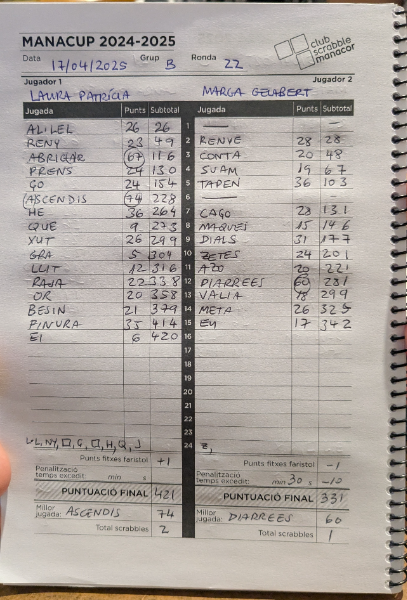 MANACUP 2024-2025
club scrabble manacor
Data 17/04/2025 Grup B Ronda 22
Jugador 1 Jugador 2
LAURA PATRÍCIA MARGA GELABERT
Jugada Punts Subtotal Jugada Punts Subtotal
ALILEL 26 26 1 — —
RENY 23 49 2 RENYE 28 28
ABRIGAR 67 116 3 CONTA 20 48
PRENS 14 130 4 SUAM 19 67
GO 24 154 5 TAPEN 36 103
ASCENDIS 74 228 6 — —
HE 36 264 7 CAGO 28 131
QUE 9 273 8 MAQUES 15 146
XUT 26 299 9 DIALS 31 177
GRA 5 304 10 ZETES 24 201
LLIT 12 316 11 AZO 20 221
RAJA 22 338 12 DIARREES 60 281
OR 20 358 13 VALIA 18 299
BESIN 21 379 14 META 26 325
FINURA 35 414 15 EU 17 342
EI 6 420 16
17
18
19
20
21
22
23
24 Z,
Punts fitxes faristol +1 Punts fitxes faristol -1
Penalització temps excedit: min s Penalització temps excedit: min 30 s -10
PUNTUACIÓ FINAL 421 PUNTUACIÓ FINAL 331
Millor jugada: ASCENDIS 74 Millor jugada: DIARREES 60
Total scrabbles 2 Total scrabbles 1